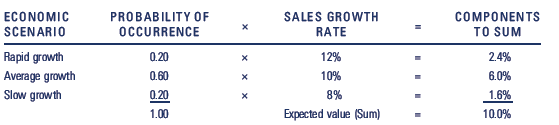 ECONOMIC SCENARIO PROBABILITY OF OCCURRENCE × SALES GROWTH RATE = COMPONENTS TO SUM
Rapid growth 0.20 × 12% = 2.4%
Average growth 0.60 × 10% = 6.0%
Slow growth 0.20 × 8% = 1.6%
1.00 Expected value (Sum) = 10.0%